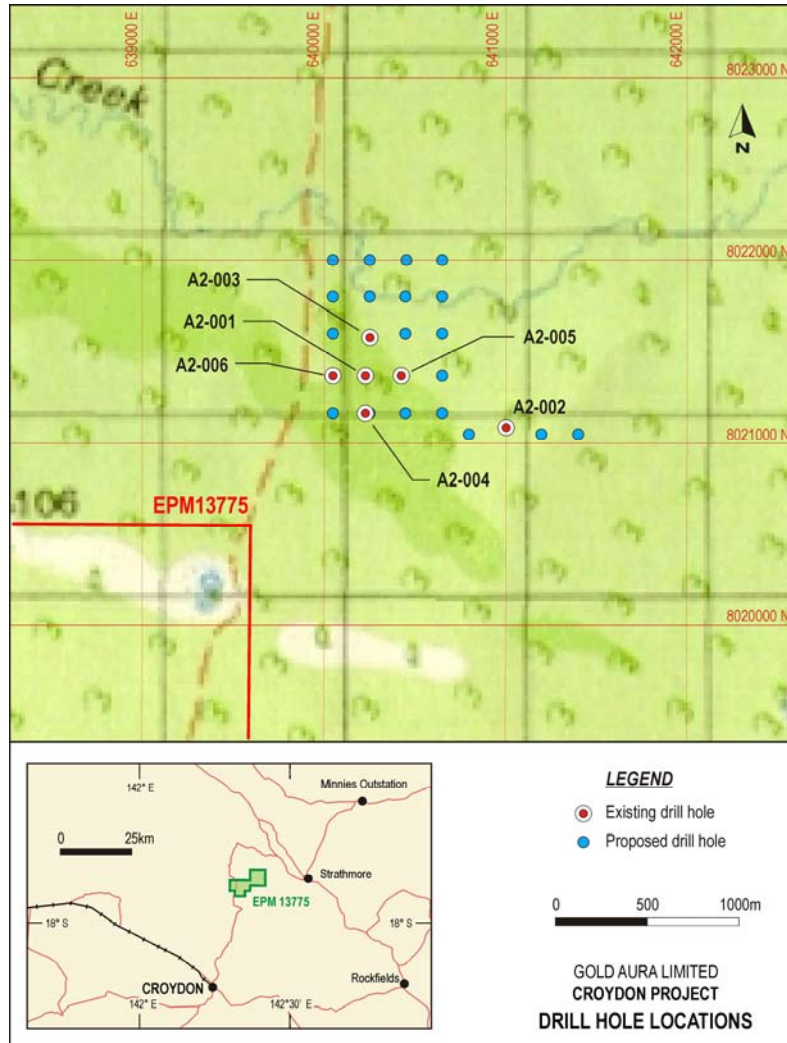 639000 E
640000 E
641000 E
642000 E
8023000 N
Creek
N
8022000 N
A2-003
A2-001
A2-005
A2-006
A2-002
8021000 N
A2-004
106
EPM13775
8020000 N
142° E
Minnies Outstation
0 25km
Strathmore
EPM 13775
18° S
18° S
CROYDON
Rockfields
142° E
142° 30' E
LEGEND
Existing drill hole
Proposed drill hole
0 500 1000m
GOLD AURA LIMITED
CROYDON PROJECT
DRILL HOLE LOCATIONS